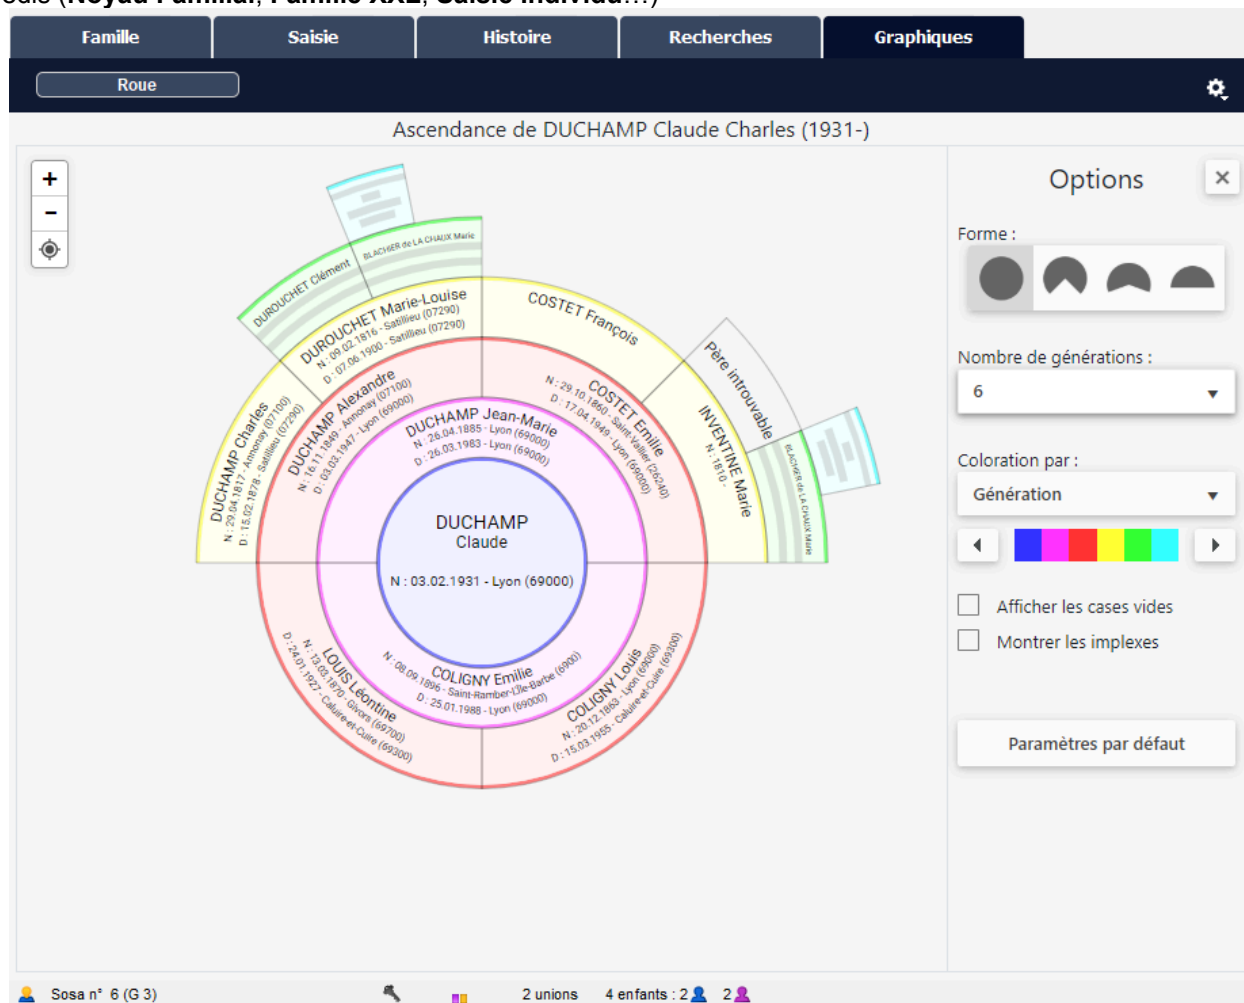 odis (Noyau Familial, Famille XXL, Saisie Individu…)
Famille
Saisie
Histoire
Recherches
Graphiques
Roue
Ascendance de DUCHAMP Claude Charles (1931-)
+
-
DUROUCHET Clément
BLACHIER de LA CHAUX Marie
DUROUCHET Marie-Louise
N : 09.02.1816 - Satillieu (07290)
D : 07.06.1900 - Satillieu (07290)
COSTET François
Père introuvable
DUCHAMP Charles
N : 29.04.1817 - Annonay (07100)
D : 15.02.1878 - Satillieu (07290)
DUCHAMP Alexandre
N : 16.11.1849 - Annonay (07100)
D : 03.03.1947 - Lyon (69000)
COSTET Emilie
N : 29.10.1860 - Saint-Vallier (26240)
D : 17.04.1949 - Lyon (69000)
INVENTINE Marie
N : 1810 -
BLACHIER de LA CHAUX Marie
DUCHAMP Jean-Marie
N : 26.04.1885 - Lyon (69000)
D : 26.03.1983 - Lyon (69000)
DUCHAMP
Claude
N : 03.02.1931 - Lyon (69000)
COLIGNY Emilie
N : 08.09.1896 - Saint-Ramber-L'Ile-Barbe (6900)
D : 25.01.1988 - Lyon (69000)
LOUIS Léontine
N : 13.03.1870 - Givors (69700)
D : 24.01.1927 - Caluire-et-Cuire (69300)
COLIGNY Louis
N : 20.12.1863 - Lyon (69000)
D : 15.03.1955 - Caluire-et-Cuire (69300)
Options
Forme :
Nombre de générations :
6
Coloration par :
Génération
Afficher les cases vides
Montrer les implexes
Paramètres par défaut
Sosa n° 6 (G 3)
2 unions
4 enfants : 2
2